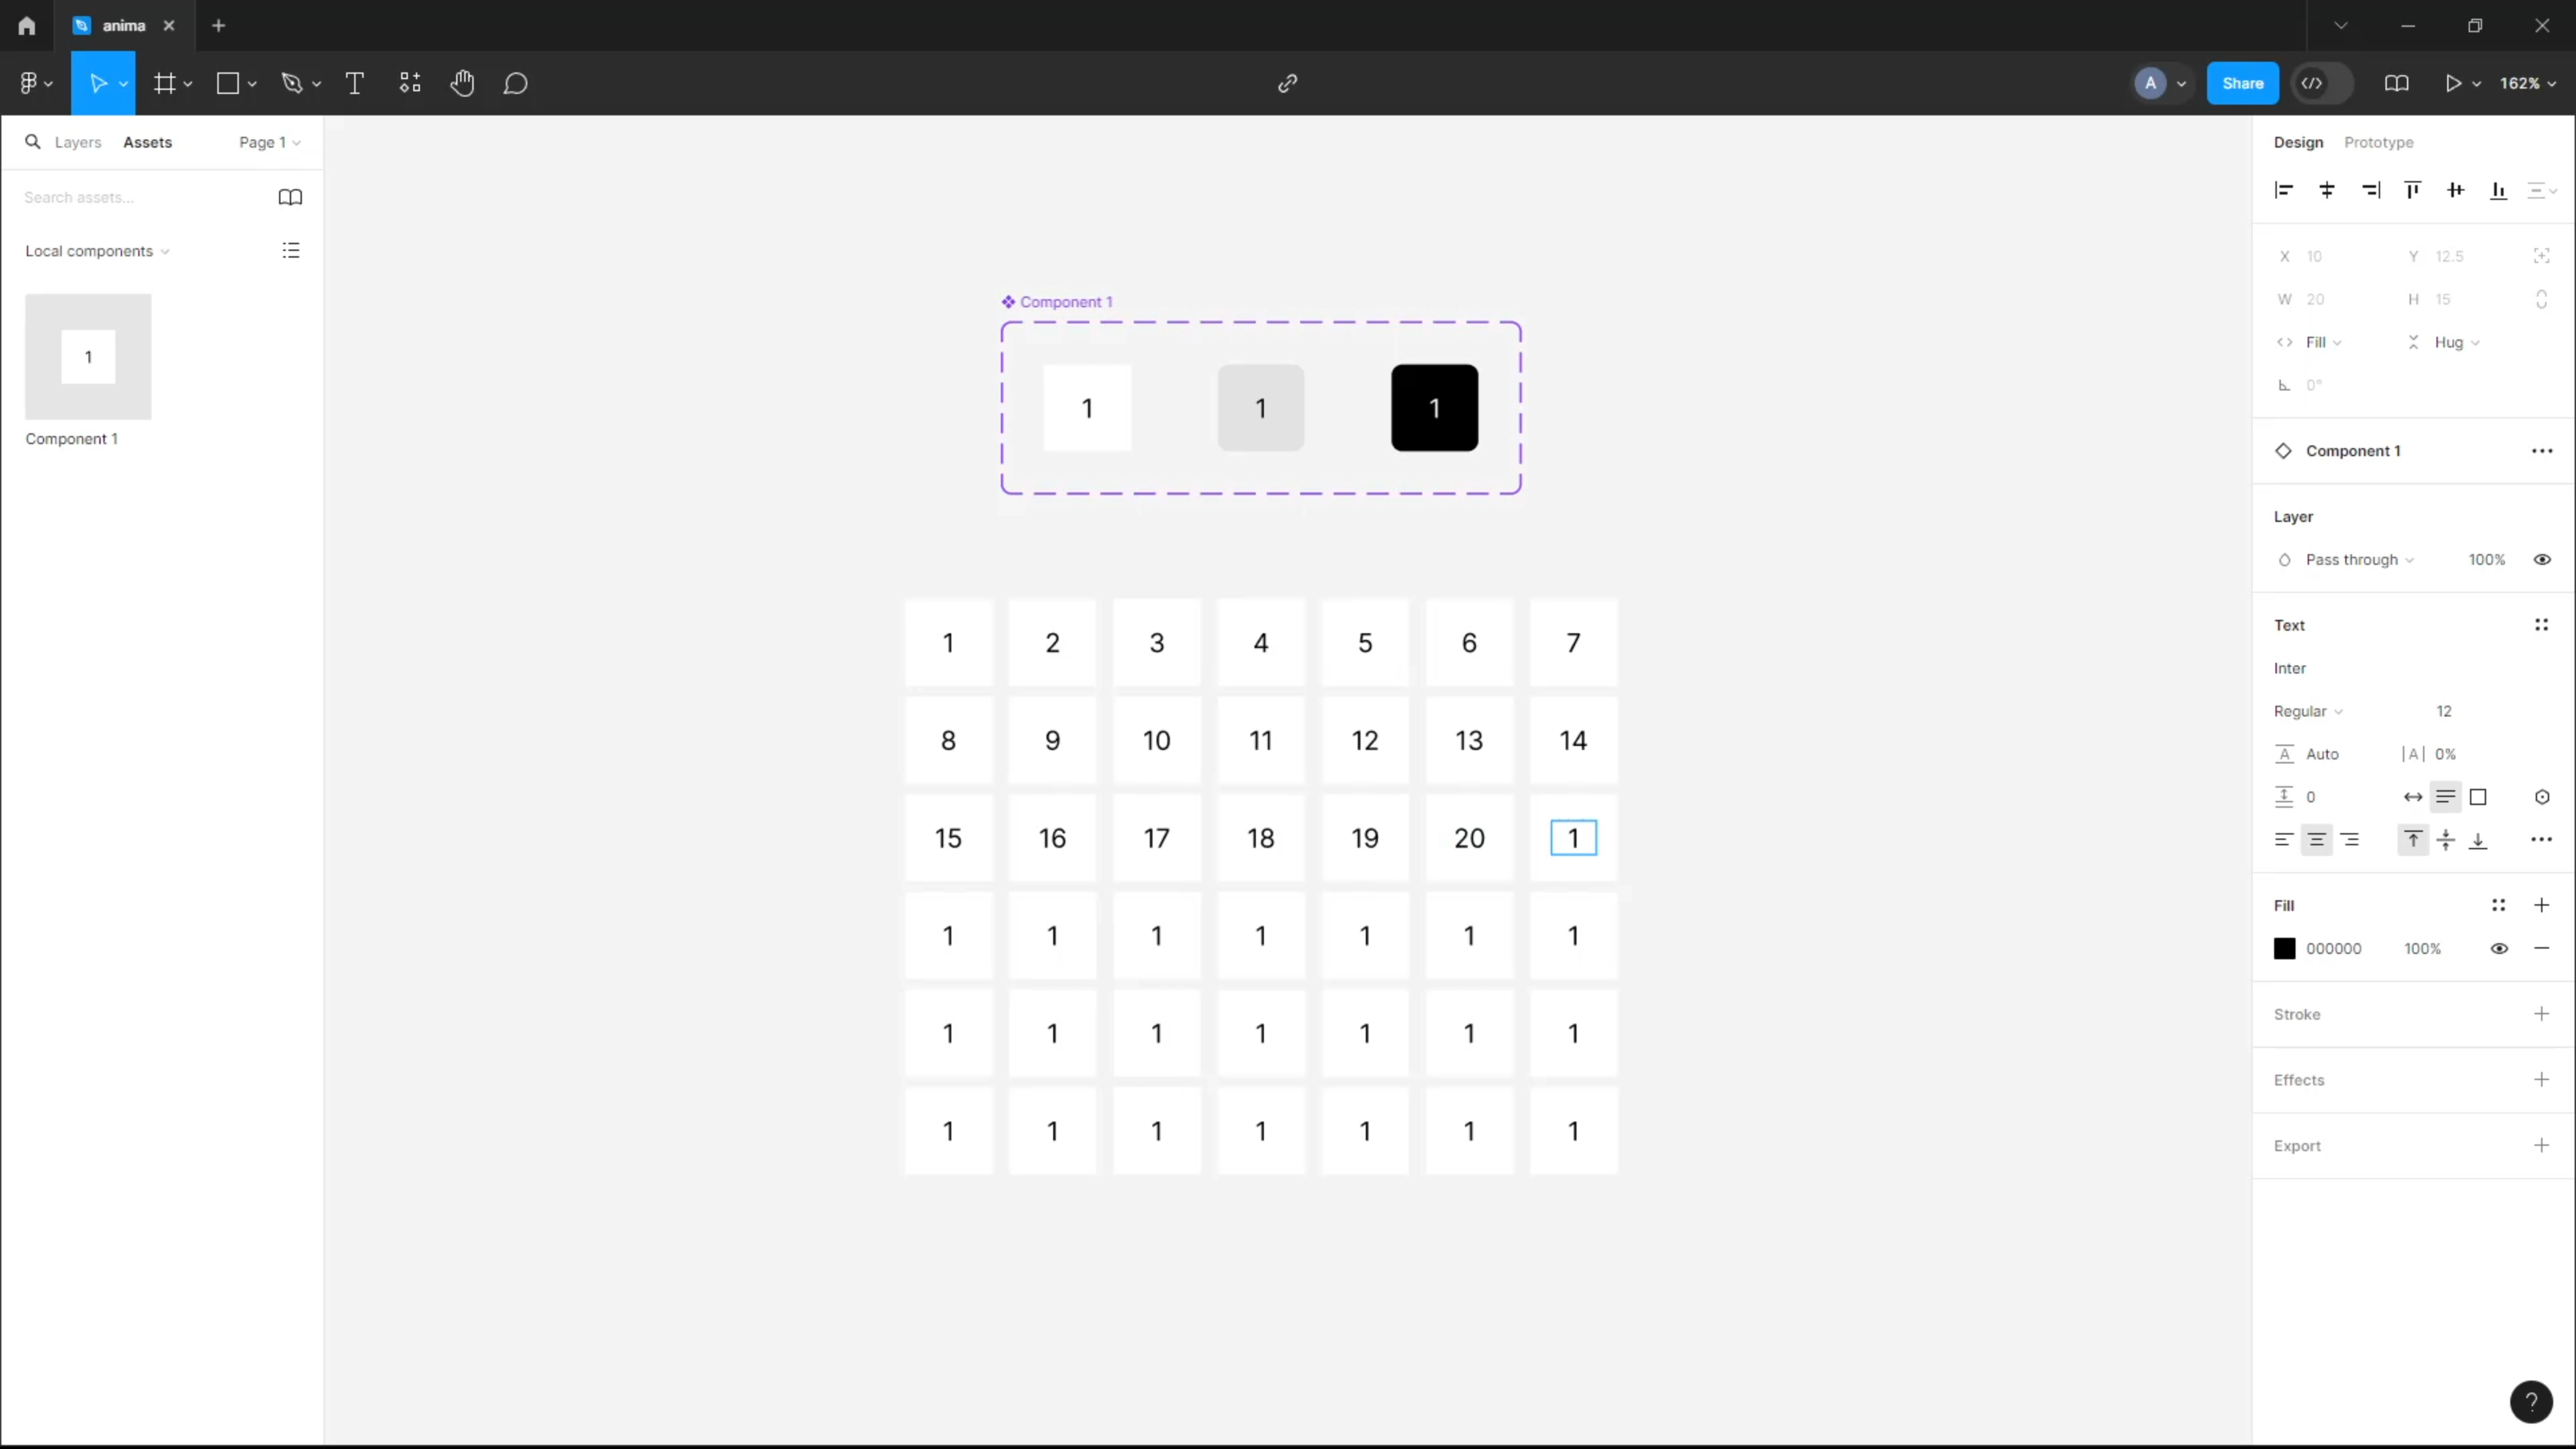 anima
A
Share
162%
Layers Assets Page 1
Search assets...
Local components
1
Component 1
Component 1
1 1 1
1 2 3 4 5 6 7
8 9 10 11 12 13 14
15 16 17 18 19 20 1
1 1 1 1 1 1 1
1 1 1 1 1 1 1
1 1 1 1 1 1 1
Design Prototype
X 10 Y 12.5
W 20 H 15
Fill Hug
0°
Component 1
Layer
Pass through 100%
Text
Inter
Regular 12
A Auto |A| 0%
0
Fill
000000 100%
Stroke
Effects
Export
?